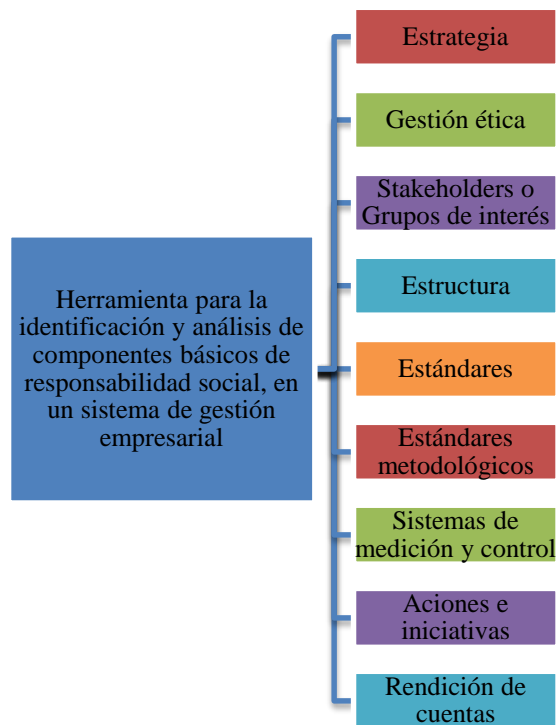 Estrategia
Gestión ética
Stakeholders o
Grupos de interés
Herramienta para la
identificación y análisis de
componentes básicos de
responsabilidad social, en
un sistema de gestión
empresarial
Estructura
Estándares
Estándares
metodológicos
Sistemas de
medición y control
Aciones e
iniciativas
Rendición de
cuentas